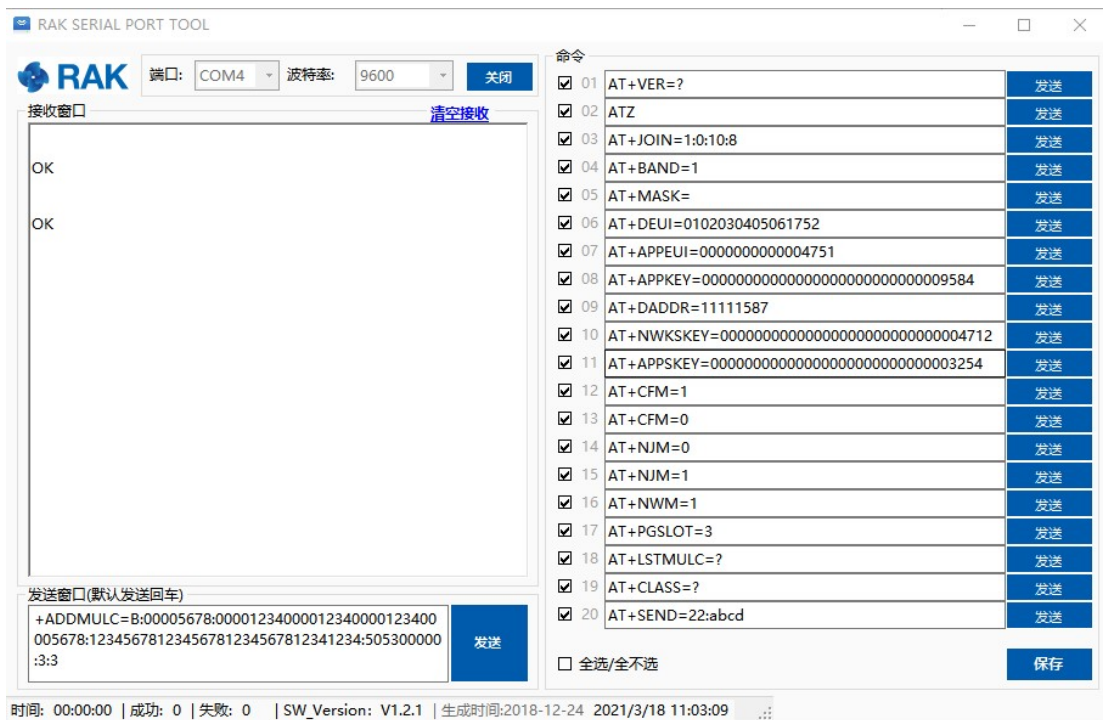 RAK SERIAL PORT TOOL
RAK
端口: COM4 波特率: 9600 关闭
接收窗口 清空接收
OK
OK
发送窗口(默认发送回车)
+ADDMULC=B:00005678:000012340000123400001234000
005678:12345678123456781234567812341234:505300000
:3:3
发送
命令
01 AT+VER=? 发送
02 ATZ 发送
03 AT+JOIN=1:0:10:8 发送
04 AT+BAND=1 发送
05 AT+MASK= 发送
06 AT+DEUI=0102030405061752 发送
07 AT+APPEUI=0000000000004751 发送
08 AT+APPKEY=00000000000000000000000000009584 发送
09 AT+DADDR=11111587 发送
10 AT+NWKSKEY=00000000000000000000000000004712 发送
11 AT+APPSKEY=00000000000000000000000000003254 发送
12 AT+CFM=1 发送
13 AT+CFM=0 发送
14 AT+NJM=0 发送
15 AT+NJM=1 发送
16 AT+NWM=1 发送
17 AT+PGSLOT=3 发送
18 AT+LSTMULC=? 发送
19 AT+CLASS=? 发送
20 AT+SEND=22:abcd 发送
全选/全不选 保存
时间: 00:00:00 |成功: 0 |失败: 0 |SW_Version: V1.2.1 |生成时间:2018-12-24 2021/3/18 11:03:09